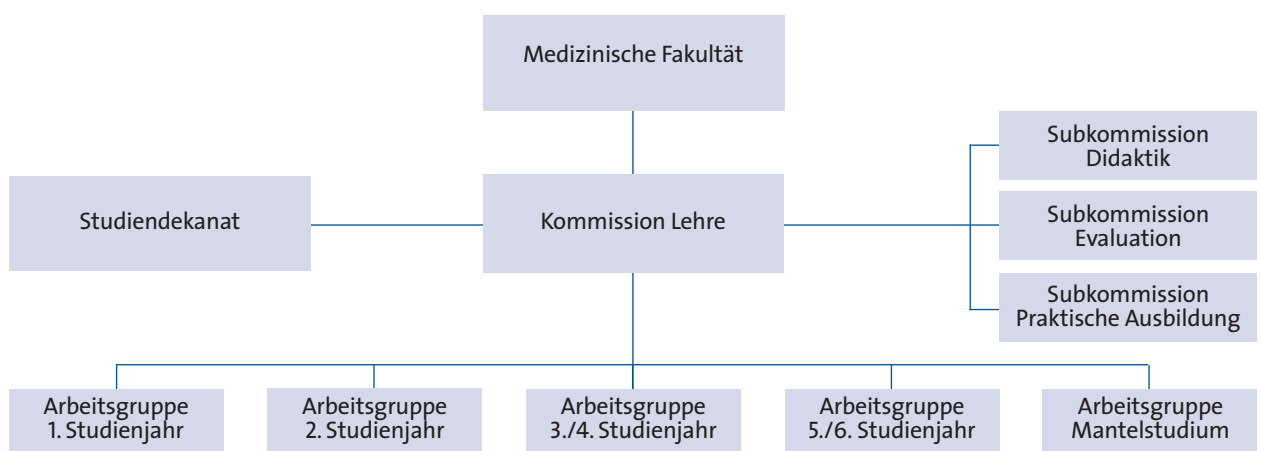 Medizinische Fakultät
Subkommission
Didaktik
Studiendekanat
Kommission Lehre
Subkommission
Evaluation
Subkommission
Praktische Ausbildung
Arbeitsgruppe
1. Studienjahr
Arbeitsgruppe
2. Studienjahr
Arbeitsgruppe
3./4. Studienjahr
Arbeitsgruppe
5./6. Studienjahr
Arbeitsgruppe
Mantelstudium